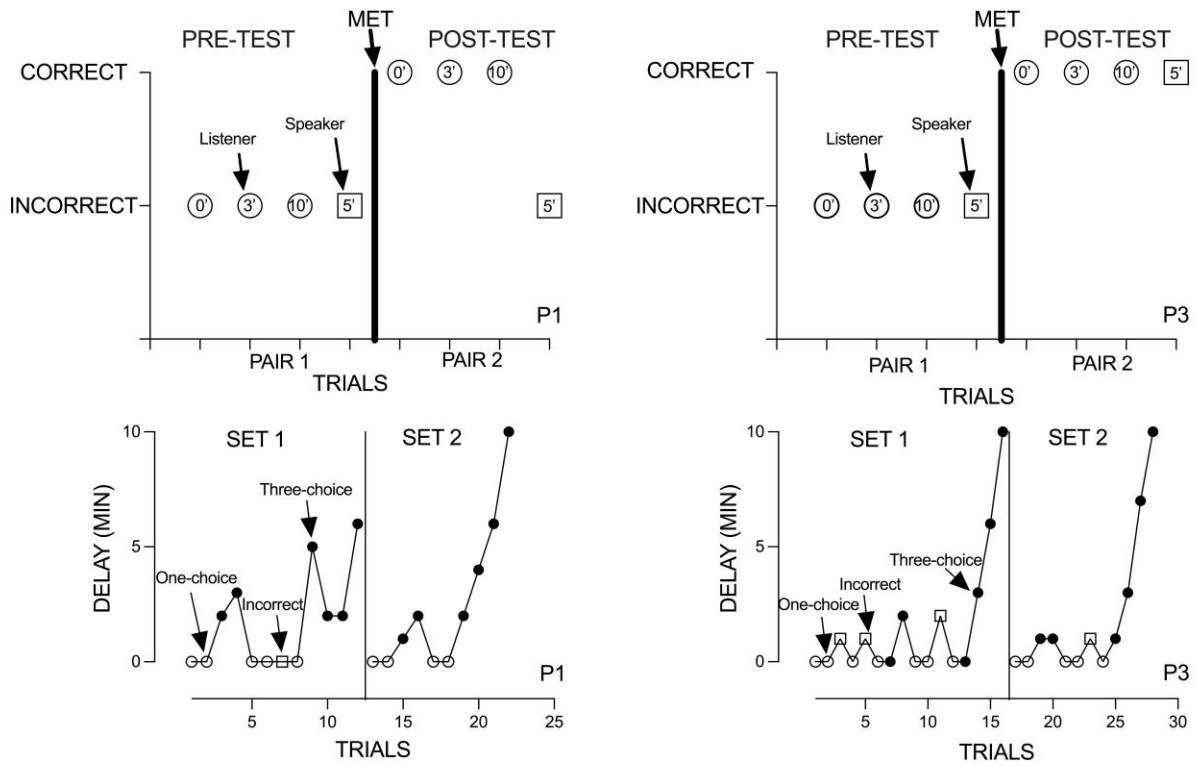 MET
PRE-TEST
POST-TEST
CORRECT
0' 3' 10'
Listener
Speaker
INCORRECT
0' 3' 10' 5' 5'
P1
PAIR 1 PAIR 2
TRIALS
MET
PRE-TEST
POST-TEST
CORRECT
0' 3' 10' 5'
Listener
Speaker
INCORRECT
0' 3' 10' 5'
P3
PAIR 1 PAIR 2
TRIALS
10
SET 1
SET 2
Three-choice
DELAY (MIN)
5
One-choice
Incorrect
0
P1
5 10 15 20 25
TRIALS
10
SET 1
SET 2
DELAY (MIN)
5
Three-choice
Incorrect
One-choice
0
P3
5 10 15 20 25 30
TRIALS